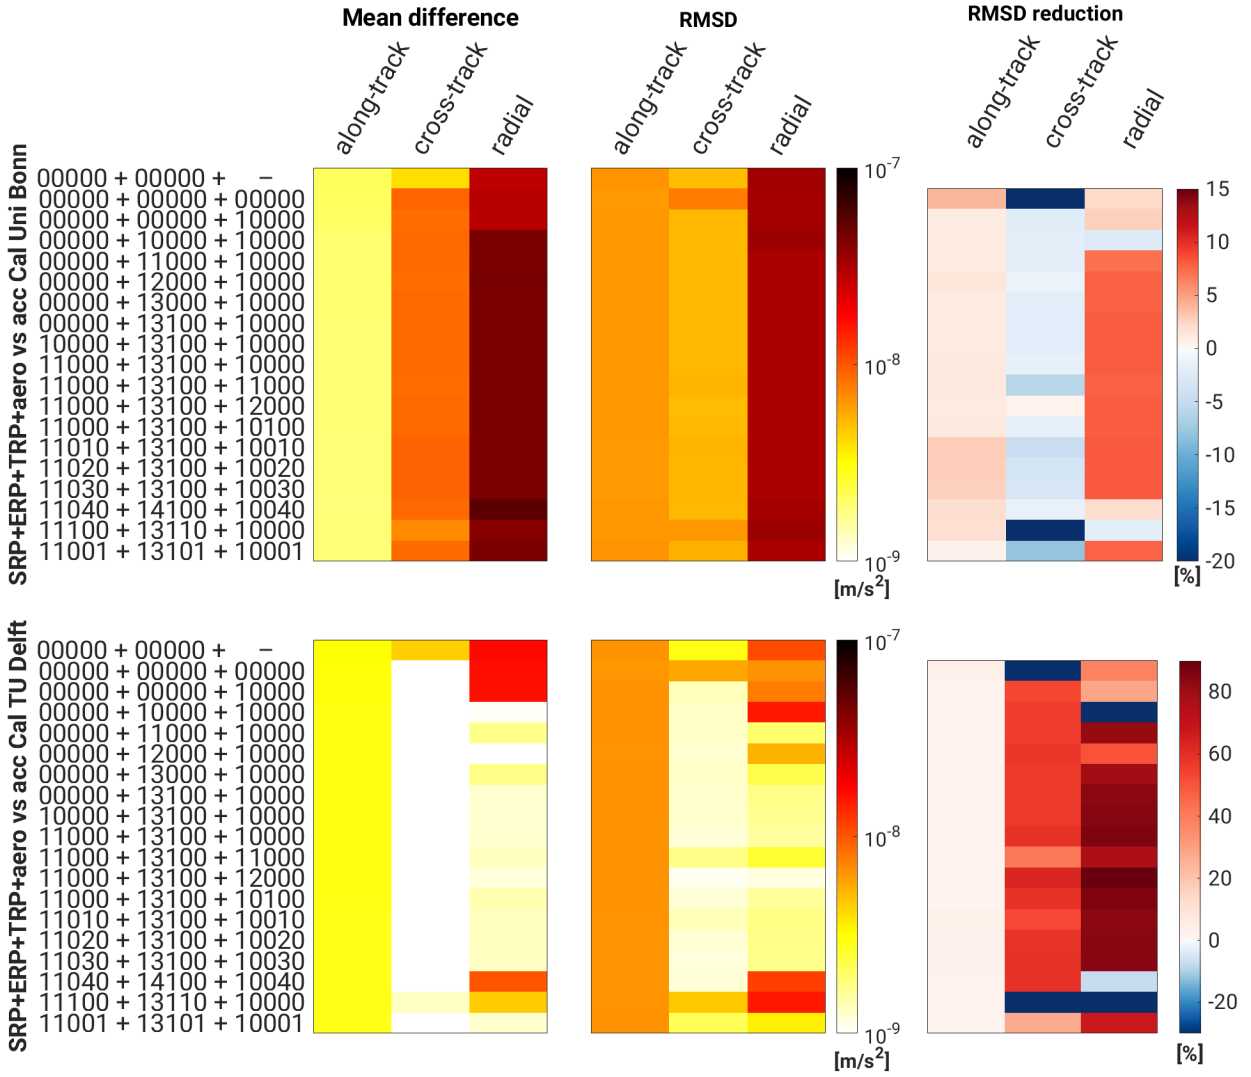 Mean difference
RMSD
RMSD reduction
along-track
cross-track
radial
along-track
cross-track
radial
along-track
cross-track
radial
SRP+ERP+TRP+aero vs acc Cal Uni Bonn
00000 + 00000 + –
00000 + 00000 + 00000
00000 + 00000 + 10000
00000 + 10000 + 10000
00000 + 11000 + 10000
00000 + 12000 + 10000
00000 + 13000 + 10000
00000 + 13100 + 10000
10000 + 13100 + 10000
11000 + 13100 + 10000
11000 + 13100 + 11000
11000 + 13100 + 12000
11000 + 13100 + 10100
11010 + 13100 + 10010
11020 + 13100 + 10020
11030 + 13100 + 10030
11040 + 14100 + 10040
11100 + 13110 + 10000
11001 + 13101 + 10001
10-7
10-8
10-9
[m/s2]
15
10
5
0
-5
-10
-15
-20
[%]
SRP+ERP+TRP+aero vs acc Cal TU Delft
00000 + 00000 + –
00000 + 00000 + 00000
00000 + 00000 + 10000
00000 + 10000 + 10000
00000 + 11000 + 10000
00000 + 12000 + 10000
00000 + 13000 + 10000
00000 + 13100 + 10000
10000 + 13100 + 10000
11000 + 13100 + 10000
11000 + 13100 + 11000
11000 + 13100 + 12000
11000 + 13100 + 10100
11010 + 13100 + 10010
11020 + 13100 + 10020
11030 + 13100 + 10030
11040 + 14100 + 10040
11100 + 13110 + 10000
11001 + 13101 + 10001
10-7
10-8
10-9
[m/s2]
80
60
40
20
0
-20
[%]